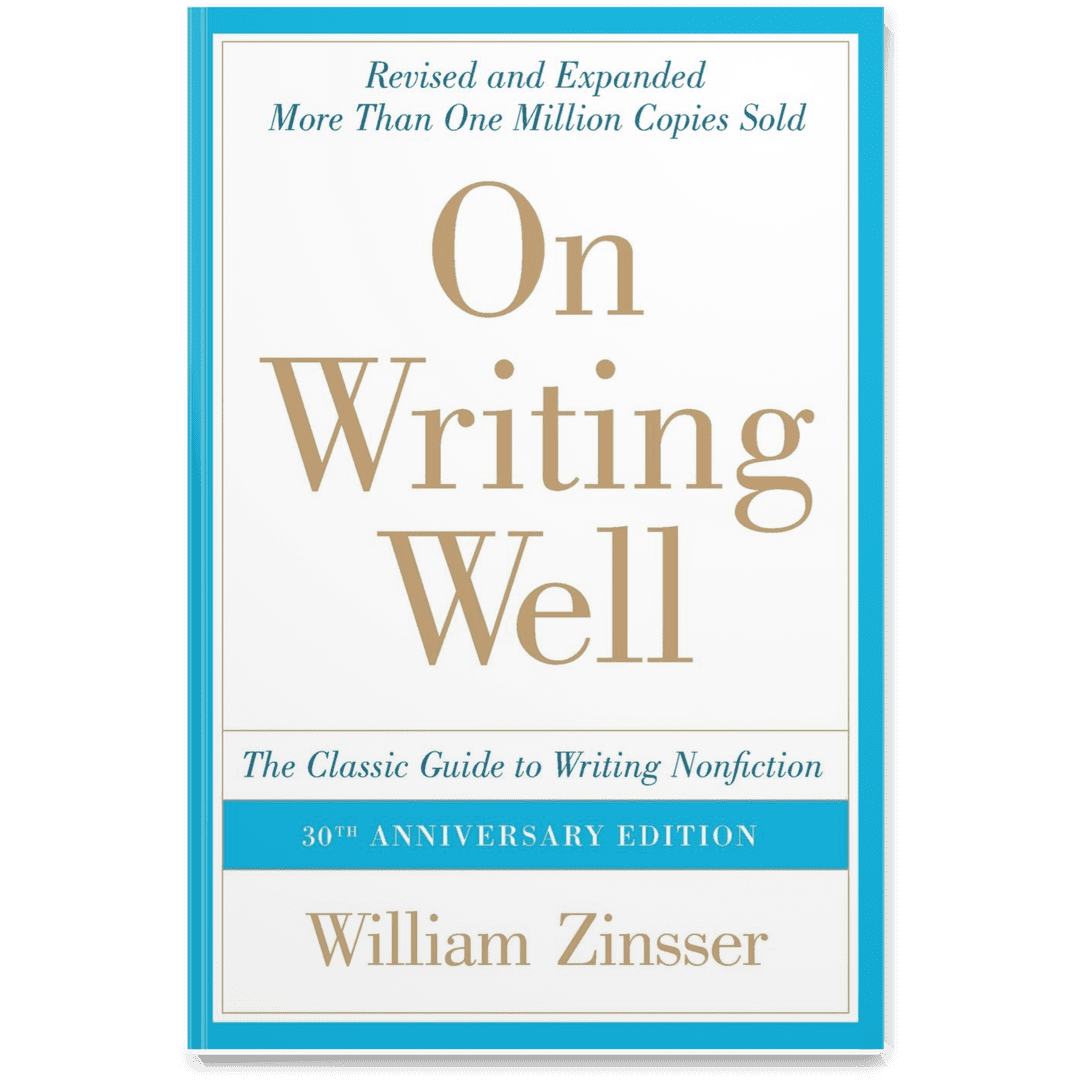 Revised and Expanded
More Than One Million Copies Sold
On
Writing
Well
The Classic Guide to Writing Nonfiction
30TH ANNIVERSARY EDITION
William Zinsser